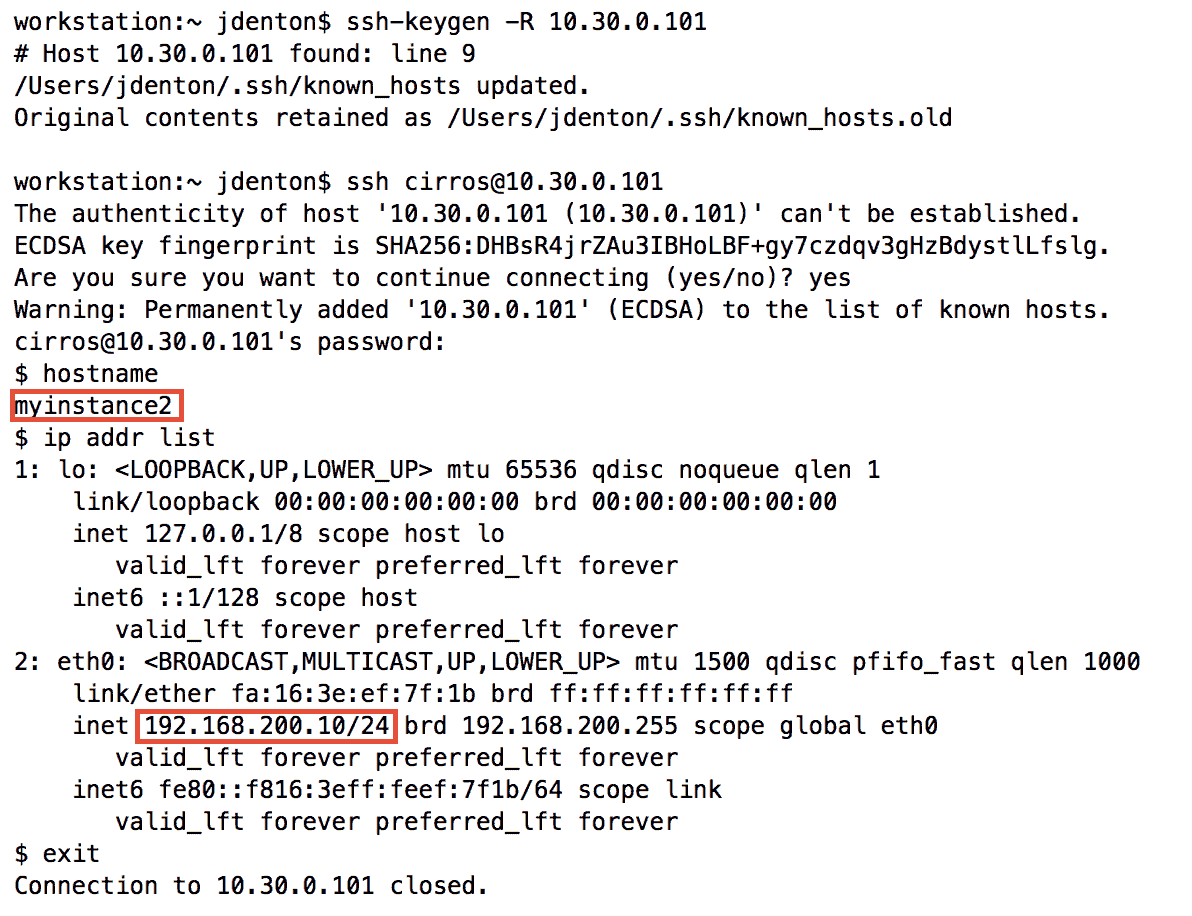 workstation:~ jdenton$ ssh-keygen -R 10.30.0.101
# Host 10.30.0.101 found: line 9
/Users/jdenton/.ssh/known_hosts updated.
Original contents retained as /Users/jdenton/.ssh/known_hosts.old
workstation:~ jdenton$ ssh cirros@10.30.0.101
The authenticity of host '10.30.0.101 (10.30.0.101)' can't be established.
ECDSA key fingerprint is SHA256:DHBsR4jrZAu3IBHoLBF+gy7czdqv3gHzBdystlLfslg.
Are you sure you want to continue connecting (yes/no)? yes
Warning: Permanently added '10.30.0.101' (ECDSA) to the list of known hosts.
cirros@10.30.0.101's password:
$ hostname
myinstance2
$ ip addr list
1: lo: <LOOPBACK,UP,LOWER_UP> mtu 65536 qdisc noqueue qlen 1
    link/loopback 00:00:00:00:00:00 brd 00:00:00:00:00:00
    inet 127.0.0.1/8 scope host lo
       valid_lft forever preferred_lft forever
    inet6 ::1/128 scope host
       valid_lft forever preferred_lft forever
2: eth0: <BROADCAST,MULTICAST,UP,LOWER_UP> mtu 1500 qdisc pfifo_fast qlen 1000
    link/ether fa:16:3e:ef:7f:1b brd ff:ff:ff:ff:ff:ff
    inet 192.168.200.10/24 brd 192.168.200.255 scope global eth0
       valid_lft forever preferred_lft forever
    inet6 fe80::f816:3eff:feef:7f1b/64 scope link
       valid_lft forever preferred_lft forever
$ exit
Connection to 10.30.0.101 closed.